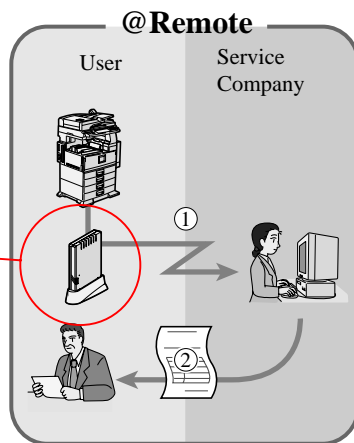 @Remote
User
Service
Company
①
②